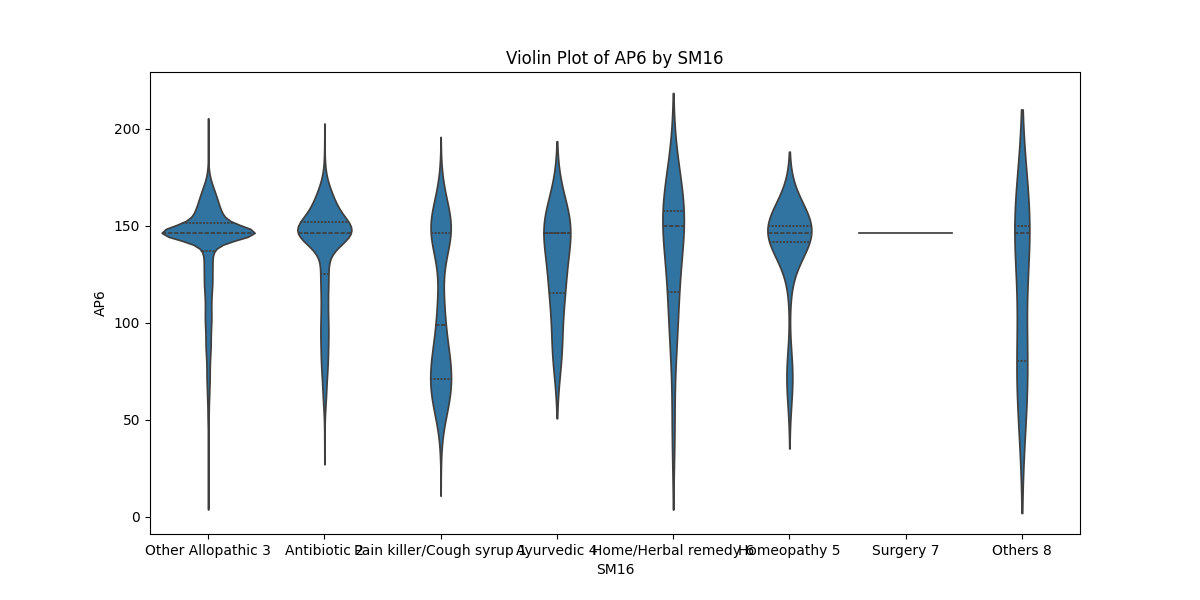 Violin Plot of AP6 by SM16
AP6
200
150
100
50
0
Other Allopathic 3 Antibiotic 2 Pain killer/Cough syrup 1 Ayurvedic 4 Home/Herbal remedy 6 Homeopathy 5 Surgery 7 Others 8
SM16